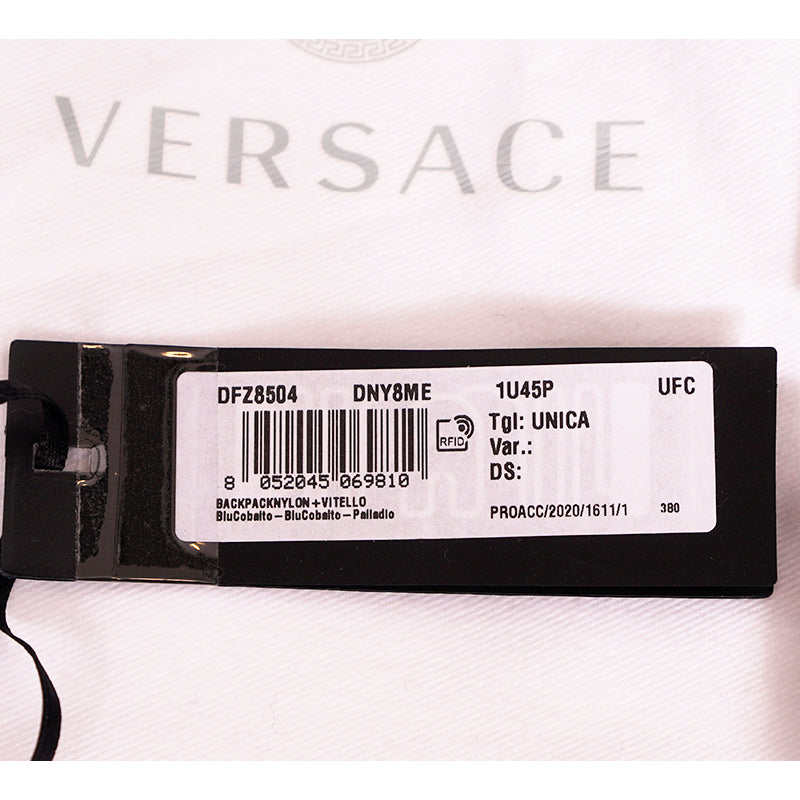 VERSACE
DFZ8504 DNY8ME 1U45P UFC
RFID
Tgl: UNICA
Var.:
DS:
8 052045 069810
BACKPACKNYLON+VITELLO
BluCobalto-BluCobalto-Palladio
PROACC/2020/1611/1 380